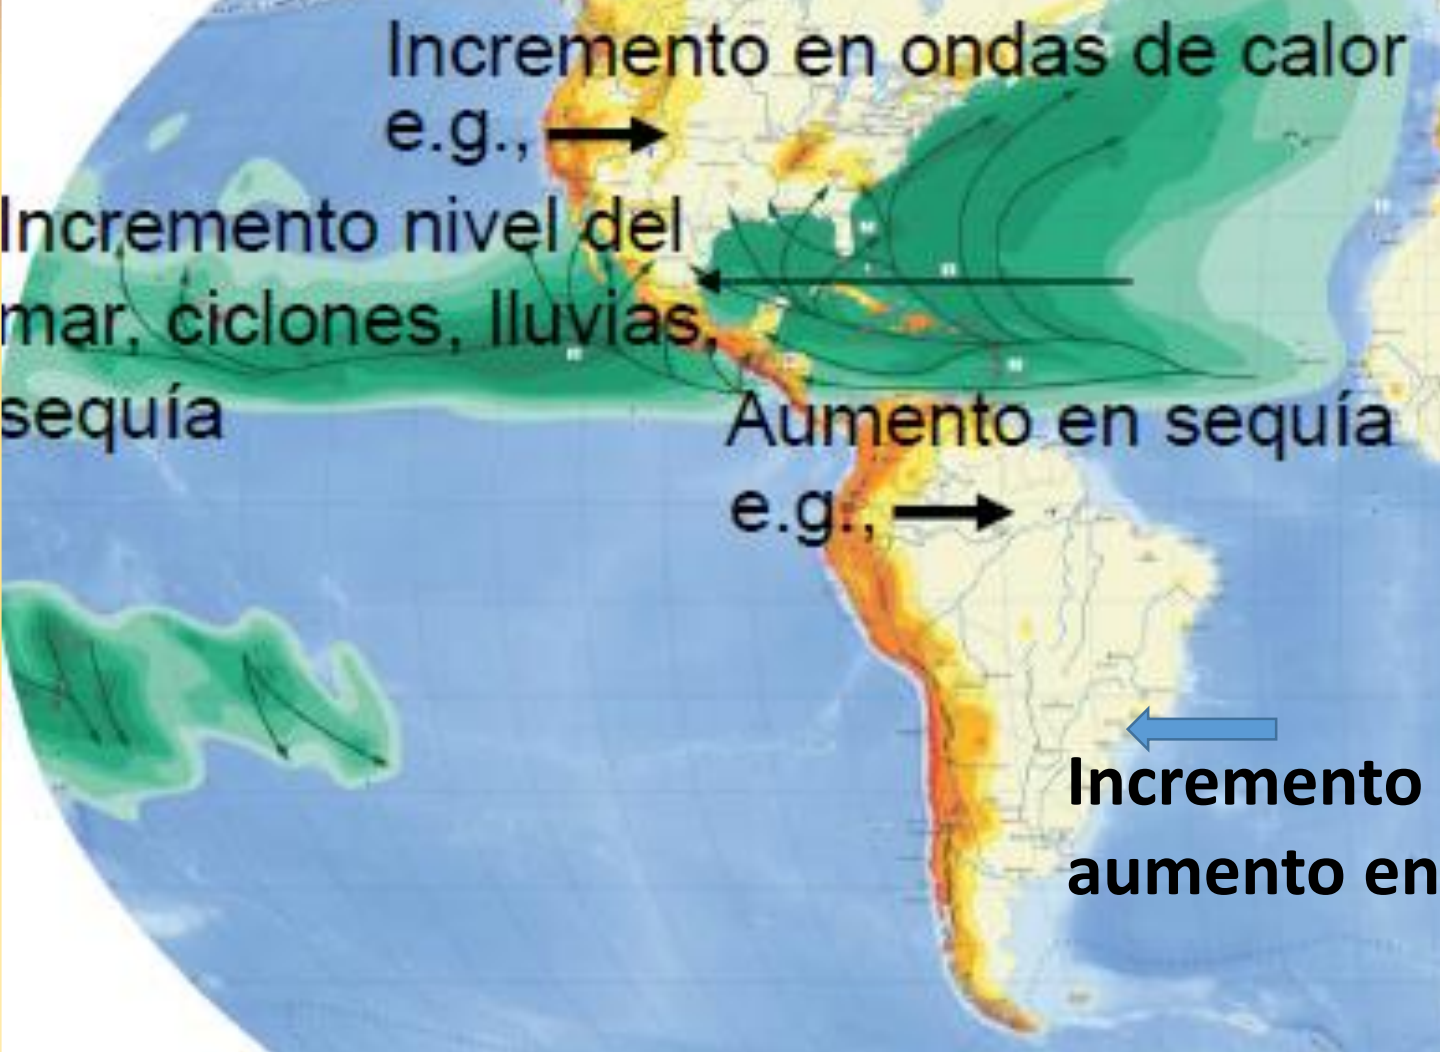 Incremento en ondas de calor
e.g.,
Incremento nivel del
mar, ciclones, lluvias,
sequía
Aumento en sequía
e.g.,
Incremento
aumento en